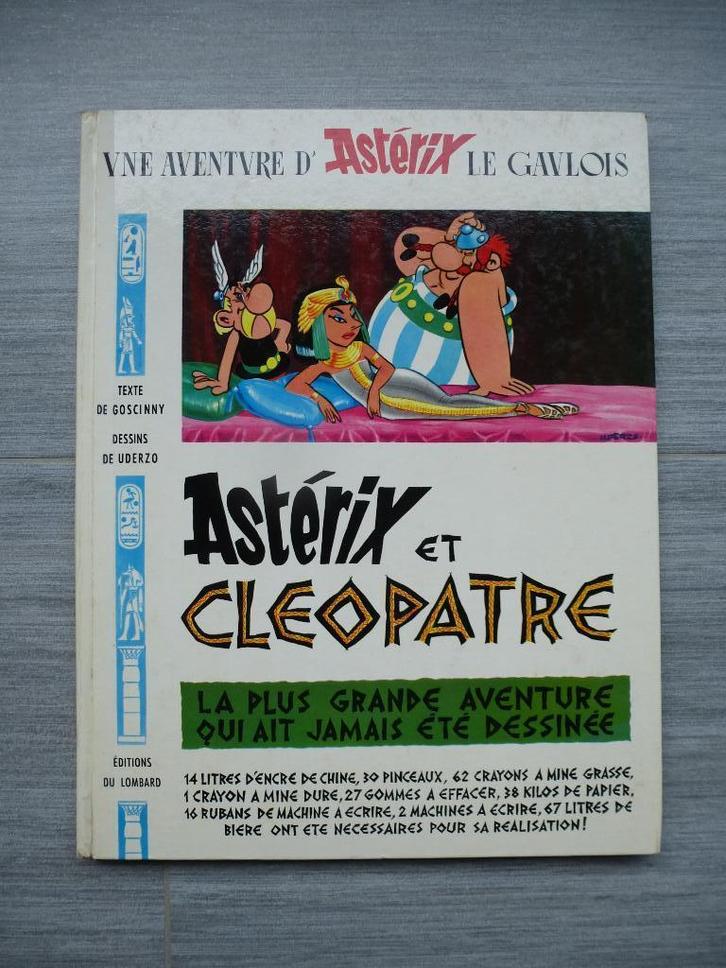 VNE AVENTVRE D' Astérix LE GAVLOIS
TEXTE
DE GOSCINNY
DESSINS
DE UDERZO
UDERZO
Astérix ET
CLEOPATRE
LA PLUS GRANDE AVENTURE
QUI AIT JAMAIS ÉTÉ DESSINÉE
ÉDITIONS
DU LOMBARD
14 LITRES D'ENCRE DE CHINE, 30 PINCEAUX, 62 CRAYONS A MINE GRASSE,
1 CRAYON A MINE DURE, 27 GOMMES A EFFACER, 38 KILOS DE PAPIER,
16 RUBANS DE MACHINE A ECRIRE, 2 MACHINES A ECRIRE, 67 LITRES DE
BIERE ONT ETE NECESSAIRES POUR SA REALISATION!